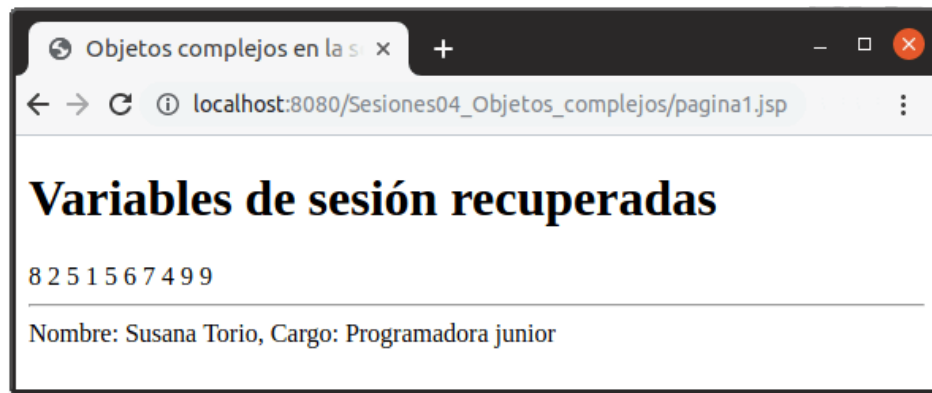 Objetos complejos en la s
localhost:8080/Sesiones04_Objetos_complejos/pagina1.jsp
Variables de sesión recuperadas
8 2 5 1 5 6 7 4 9 9
Nombre: Susana Torio, Cargo: Programadora junior